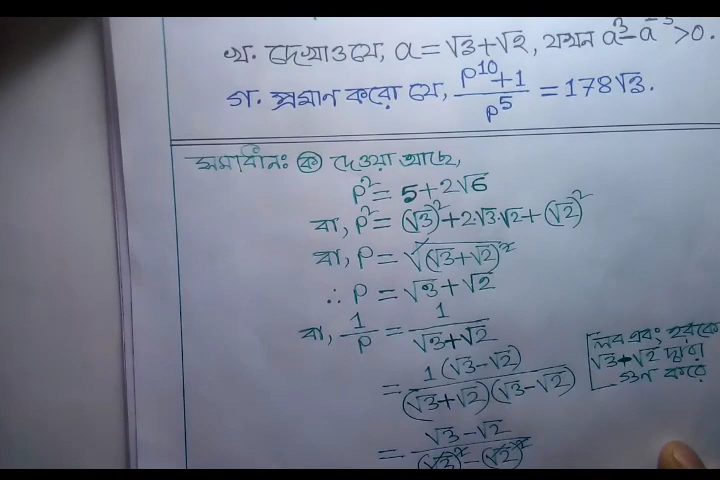 খ. দেখাও যে, a = √3+√2, যখন a³ - a⁻³ > 0.
গ. প্রমান করো যে, (p¹⁰+1)/p⁵ = 178√3.
সমাধান: (ক) দেওয়া আছে,
p² = 5+2√6
বা, p² = (√3)²+2·√3·√2+(√2)²
বা, p = √(√3+√2)²
∴ p = √3+√2
বা, 1/p = 1/(√3+√2)
= 1(√3-√2)/(√3+√2)(√3-√2) [লব এবং হরকে √3-√2 দ্বারা গুন করে
= (√3-√2)/((√3)²-(√2)²)